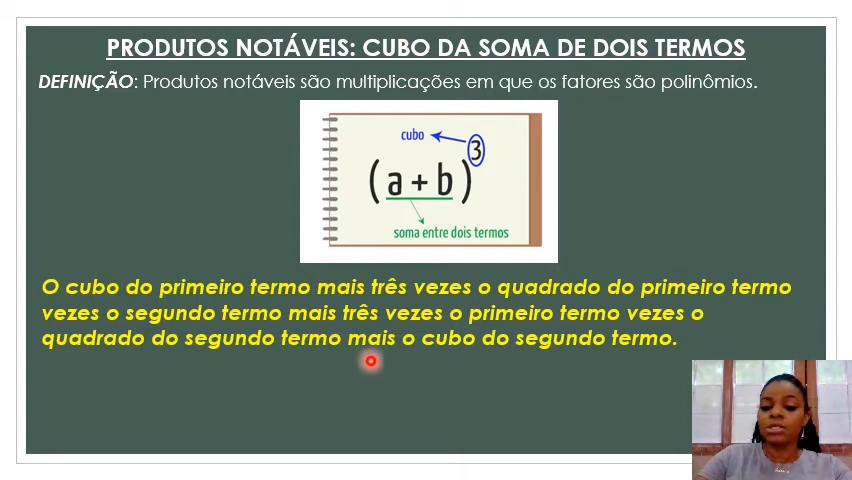 PRODUTOS NOTÁVEIS: CUBO DA SOMA DE DOIS TERMOS
DEFINIÇÃO: Produtos notáveis são multiplicações em que os fatores são polinômios.
cubo
3
(a + b)
soma entre dois termos
O cubo do primeiro termo mais três vezes o quadrado do primeiro termo
vezes o segundo termo mais três vezes o primeiro termo vezes o
quadrado do segundo termo mais o cubo do segundo termo.